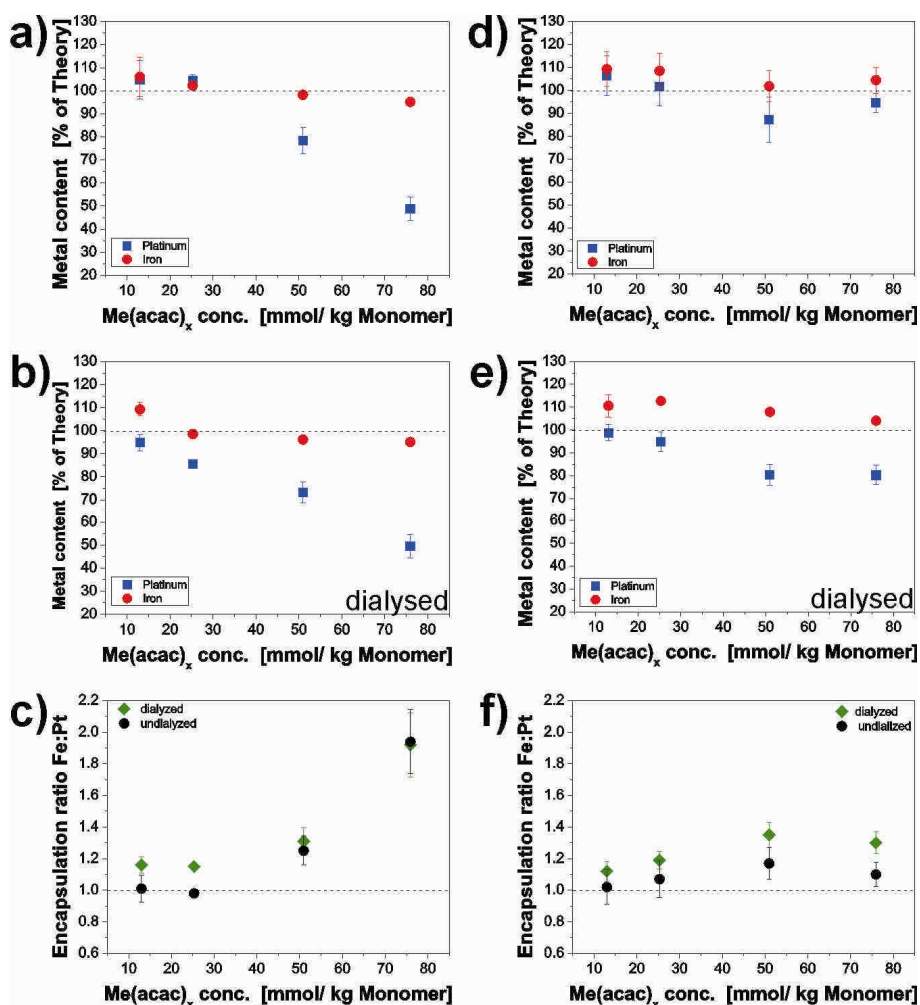 a)
Metal content [% of Theory]
130
120
110
100
90
80
70
60
50
40
30
20
Platinum
Iron
10 20 30 40 50 60 70 80
Me(acac)x conc. [mmol/ kg Monomer]
d)
Metal content [% of Theory]
130
120
110
100
90
80
70
60
50
40
30
20
Platinum
Iron
10 20 30 40 50 60 70 80
Me(acac)x conc. [mmol/ kg Monomer]
b)
Metal content [% of Theory]
130
120
110
100
90
80
70
60
50
40
30
20
Platinum
Iron
dialysed
10 20 30 40 50 60 70 80
Me(acac)x conc. [mmol/ kg Monomer]
e)
Metal content [% of Theory]
130
120
110
100
90
80
70
60
50
40
30
20
Platinum
Iron
dialysed
10 20 30 40 50 60 70 80
Me(acac)x conc. [mmol/ kg Monomer]
c)
Encapsulation ratio Fe:Pt
2.2
2.0
1.8
1.6
1.4
1.2
1.0
0.8
0.6
dialyzed
undialyzed
10 20 30 40 50 60 70 80
Me(acac)x conc. [mmol/ kg Monomer]
f)
Encapsulation ratio Fe:Pt
2.2
2.0
1.8
1.6
1.4
1.2
1.0
0.8
0.6
dialyzed
undialized
10 20 30 40 50 60 70 80
Me(acac)x conc. [mmol/ kg Monomer]